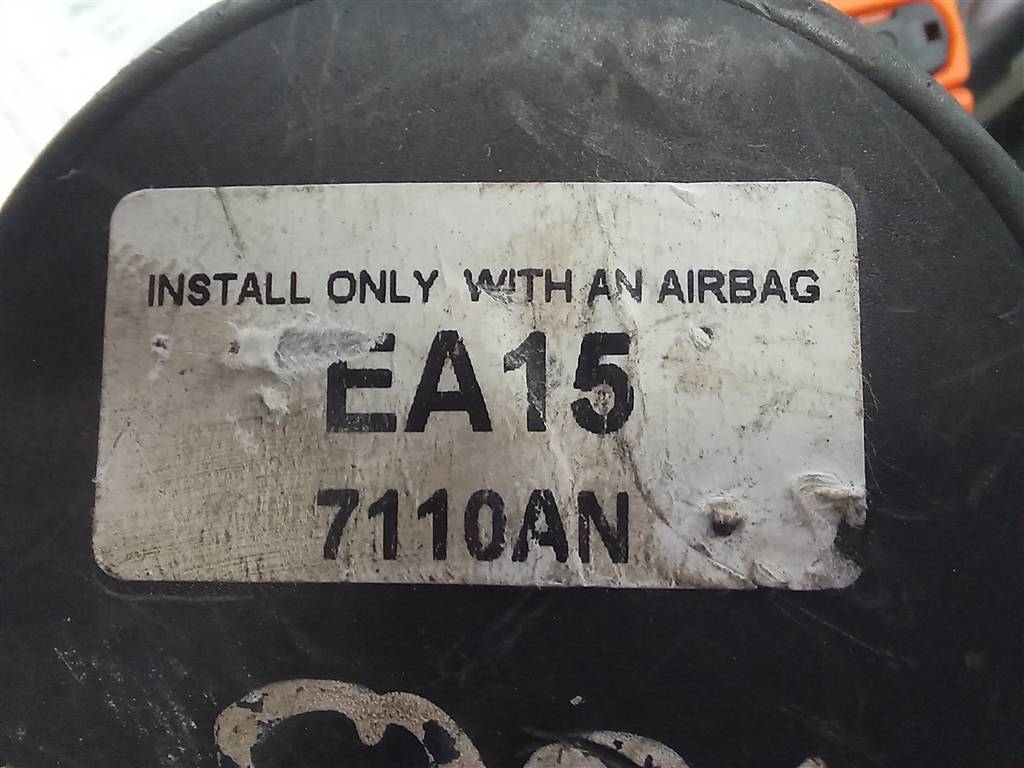 INSTALL ONLY WITH AN AIRBAG
EA15
7110AN